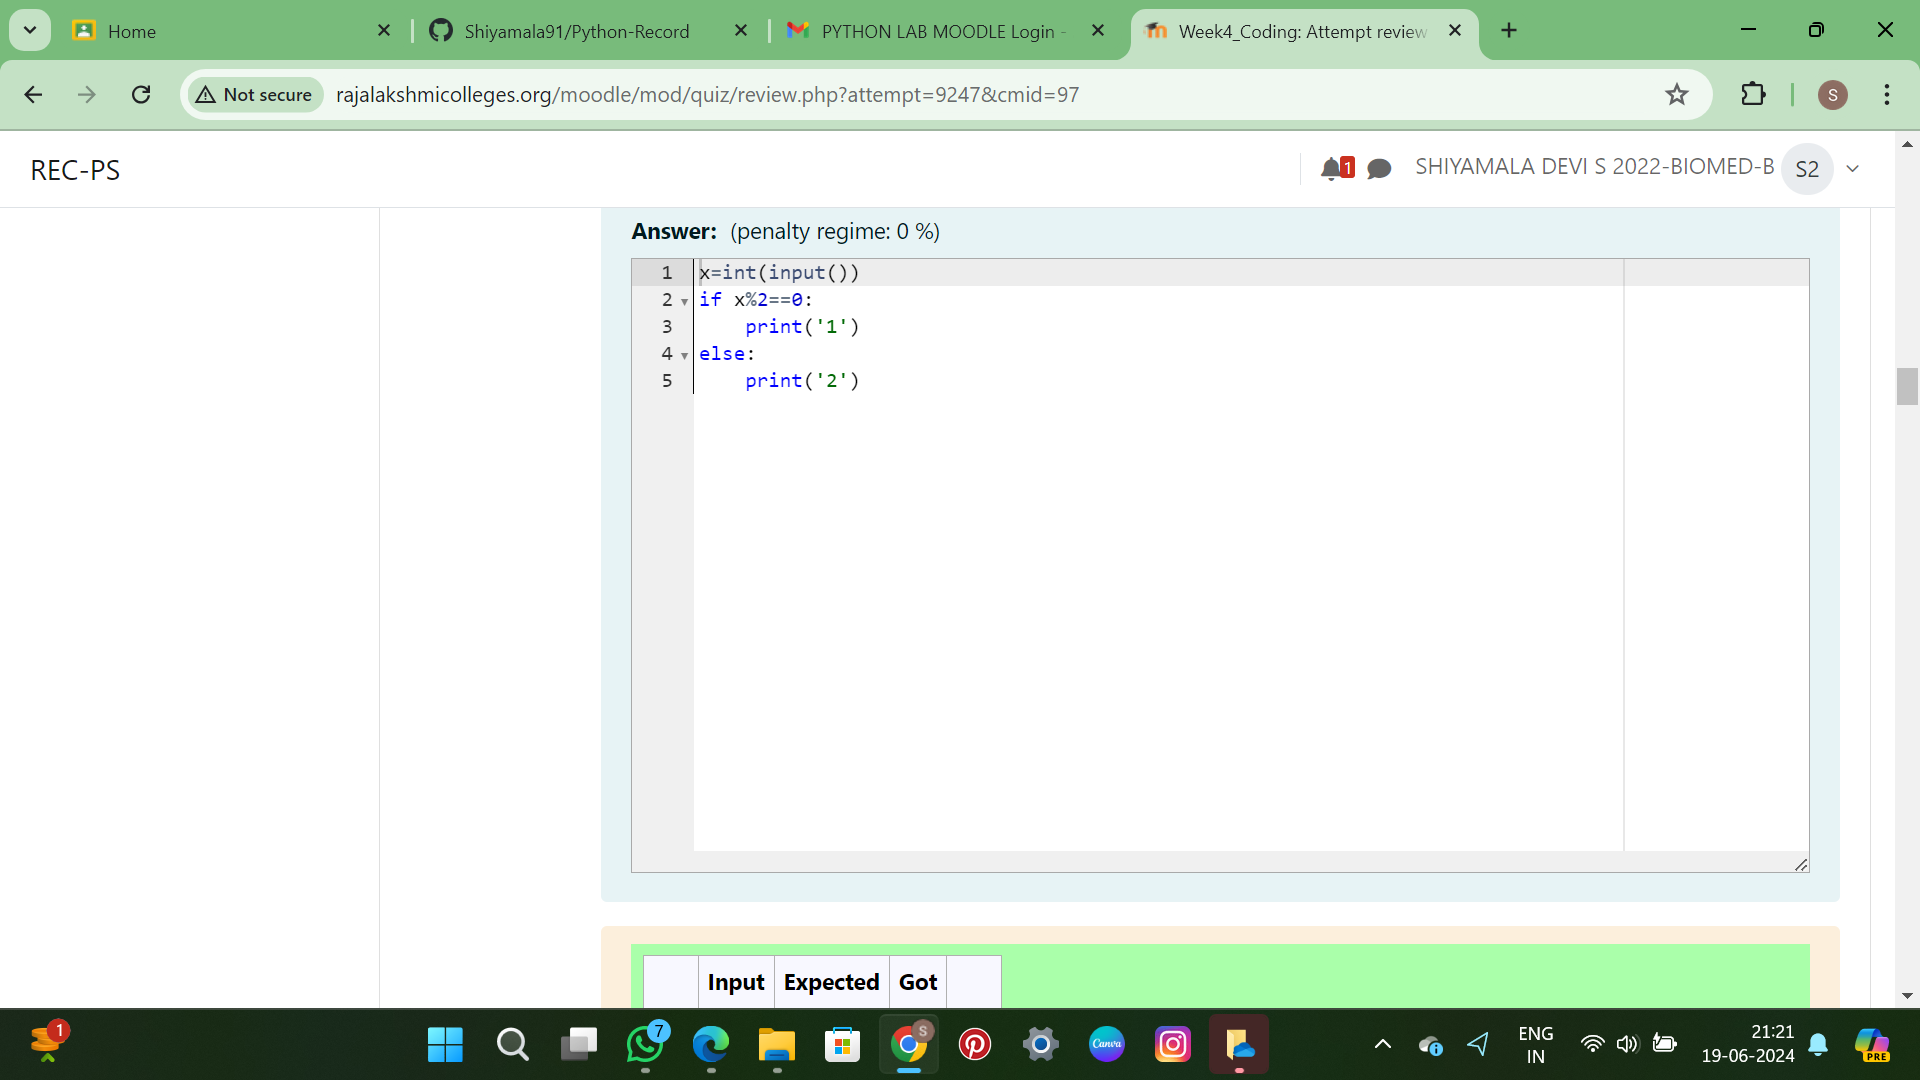 Home
Shiyamala91/Python-Record
PYTHON LAB MOODLE Login -
Week4_Coding: Attempt review
Not secure
rajalakshmicolleges.org/moodle/mod/quiz/review.php?attempt=9247&cmid=97
S
REC-PS
1
SHIYAMALA DEVI S 2022-BIOMED-B
S2
Answer: (penalty regime: 0 %)
1 x=int(input())
2 if x%2==0:
3     print('1')
4 else:
5     print('2')
Input Expected Got
1
7
S
Canva
ENG
IN
21:21
19-06-2024
PRE